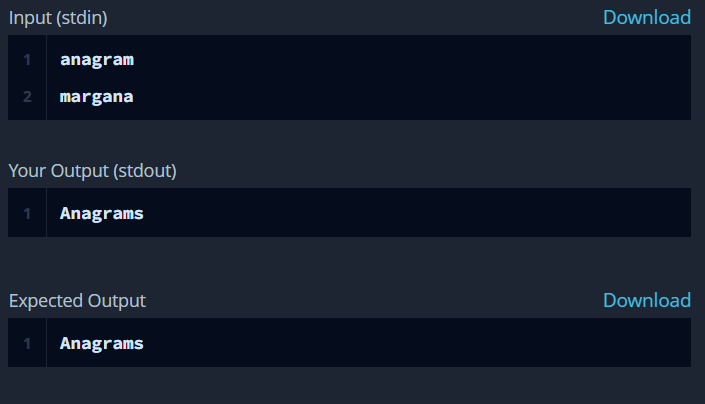 Input (stdin) Download
1 anagram
2 margana
Your Output (stdout)
1 Anagrams
Expected Output Download
1 Anagrams